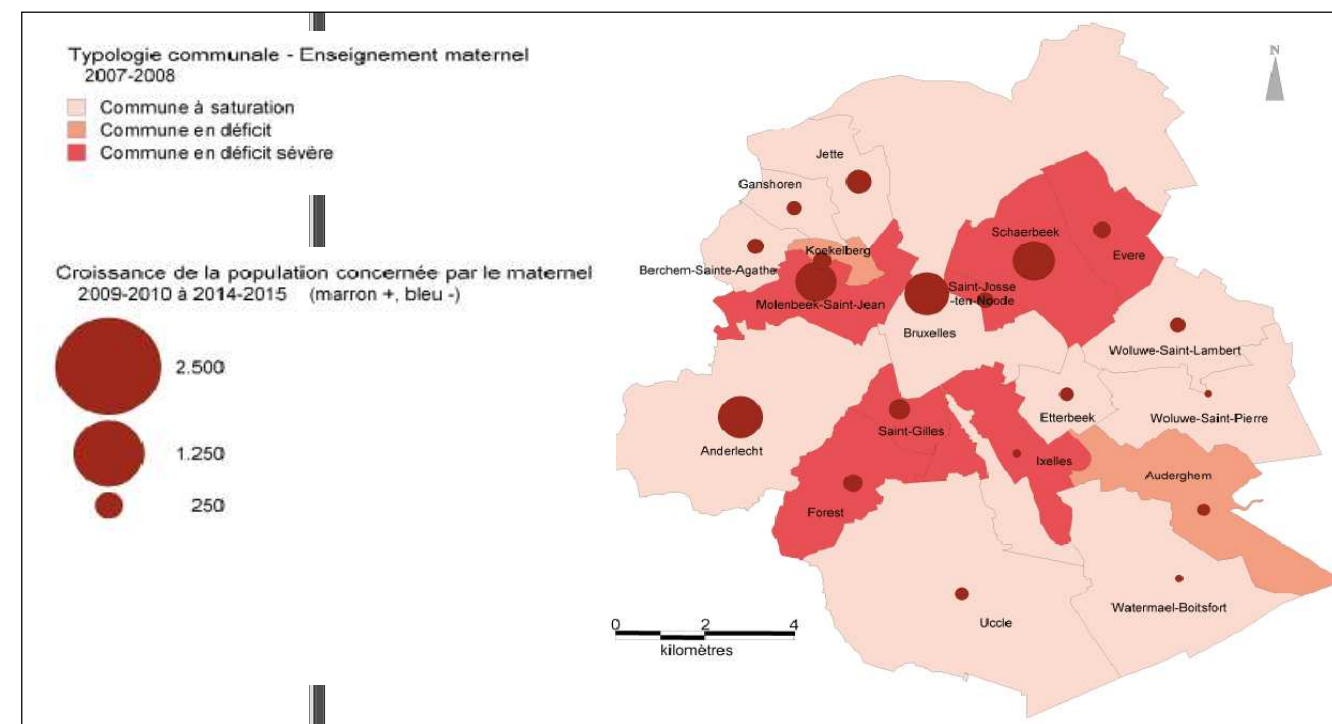 Typologie communale - Enseignement maternel
2007-2008
Commune à saturation
Commune en déficit
Commune en déficit sévère
Croissance de la population concernée par le maternel
2009-2010 à 2014-2015 (marron +, bleu -)
2.500
1.250
250
N
Jette
Ganshoren
Schaerbeek
Koekelberg
Evere
Berchem-Sainte-Agathe
Saint-Josse
-ten-Noode
Molenbeek-Saint-Jean
Bruxelles
Woluwe-Saint-Lambert
Etterbeek
Woluwe-Saint-Pierre
Saint-Gilles
Anderlecht
Ixelles
Auderghem
Forest
Watermael-Boitsfort
Uccle
0 2 4
kilomètres